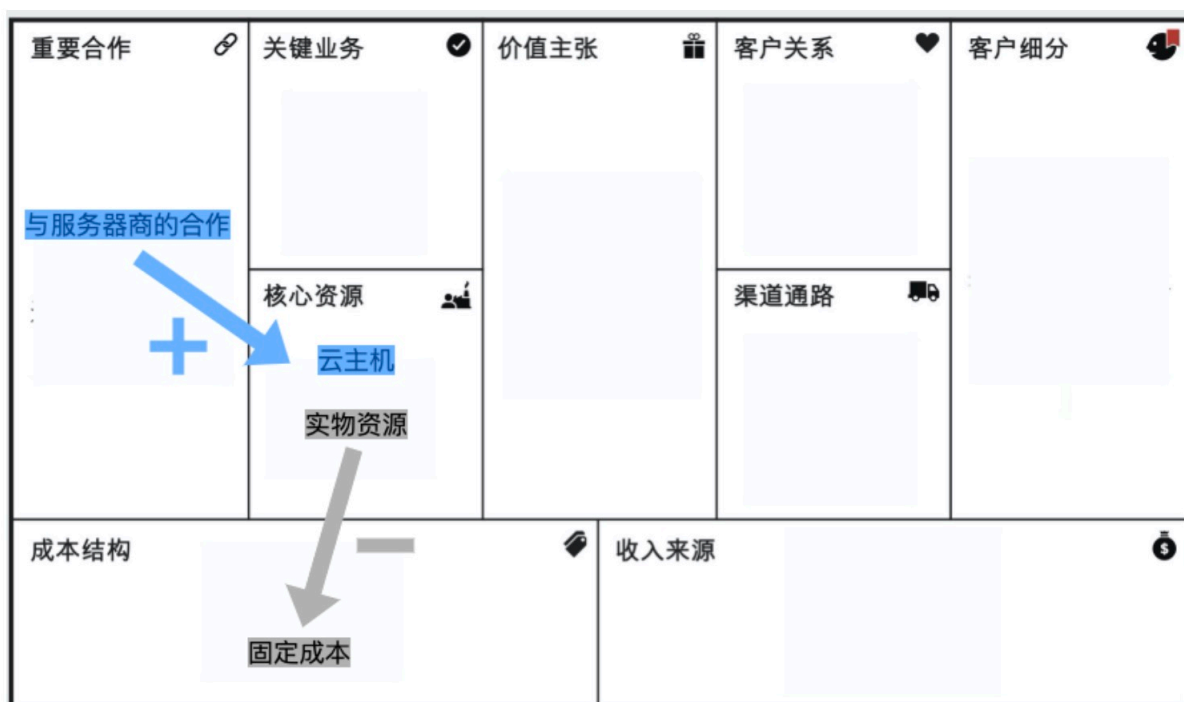 重要合作
关键业务
价值主张
客户关系
客户细分
与服务器商的合作
核心资源
渠道通路
云主机
实物资源
成本结构
收入来源
固定成本